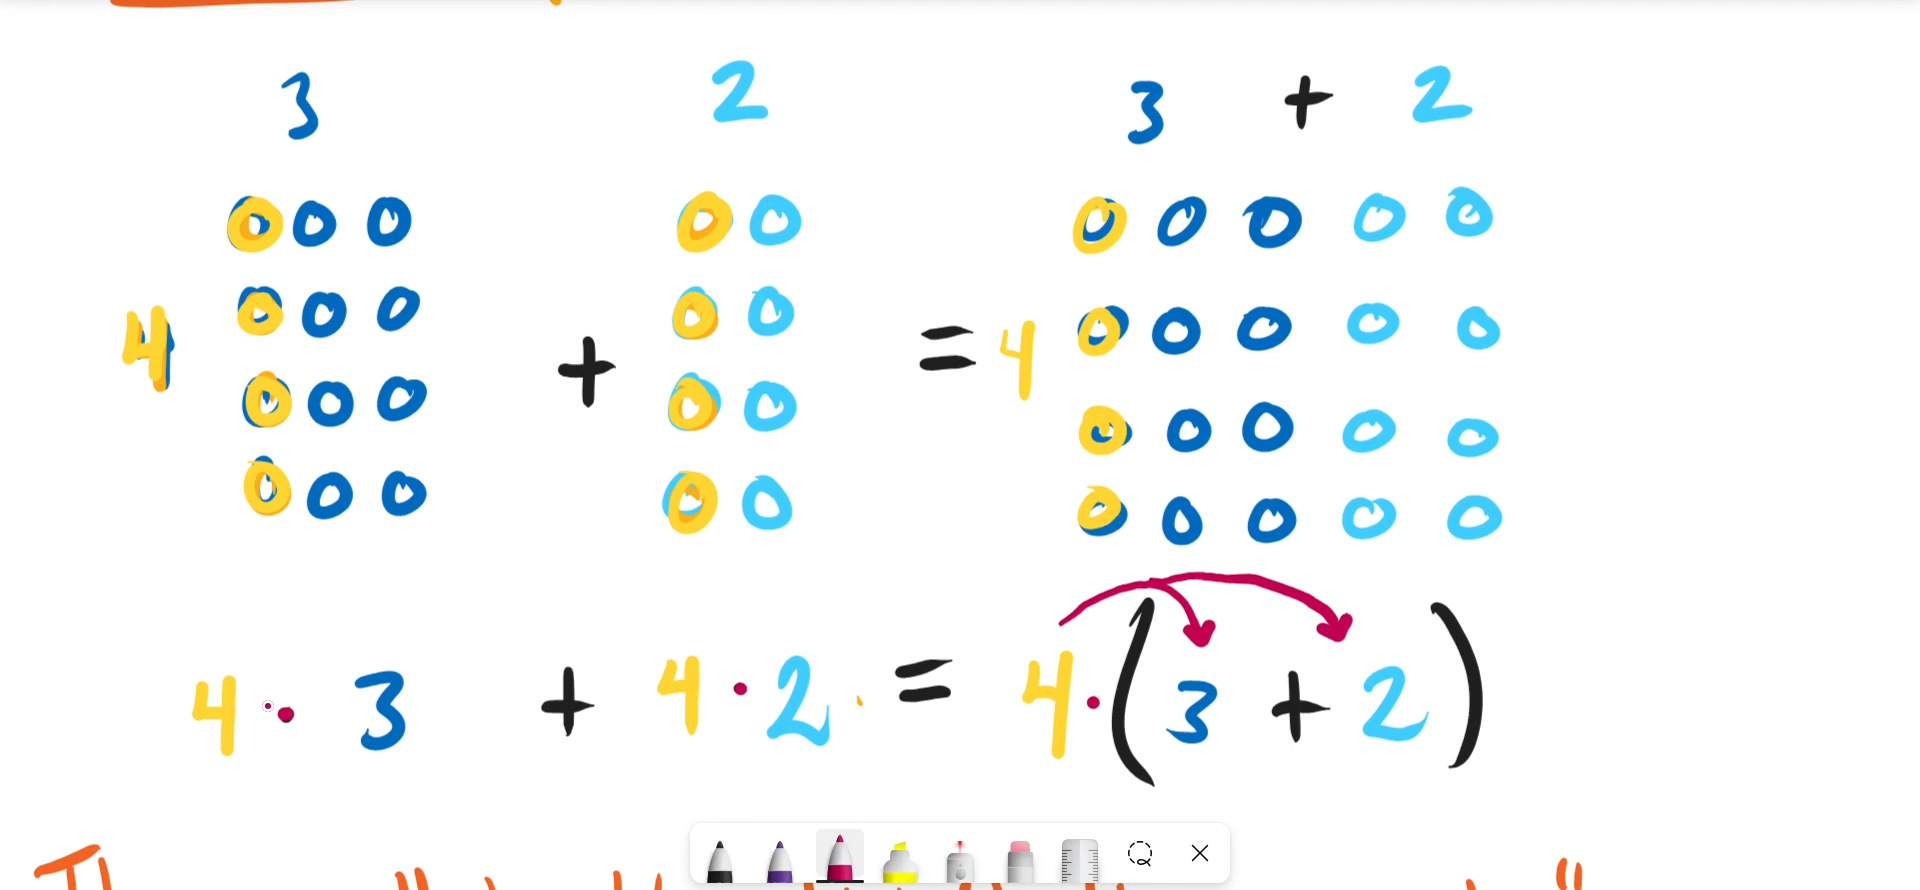 3 2 3 + 2
4 + = 4
4 · 3 + 4 · 2 = 4 · (3 + 2)